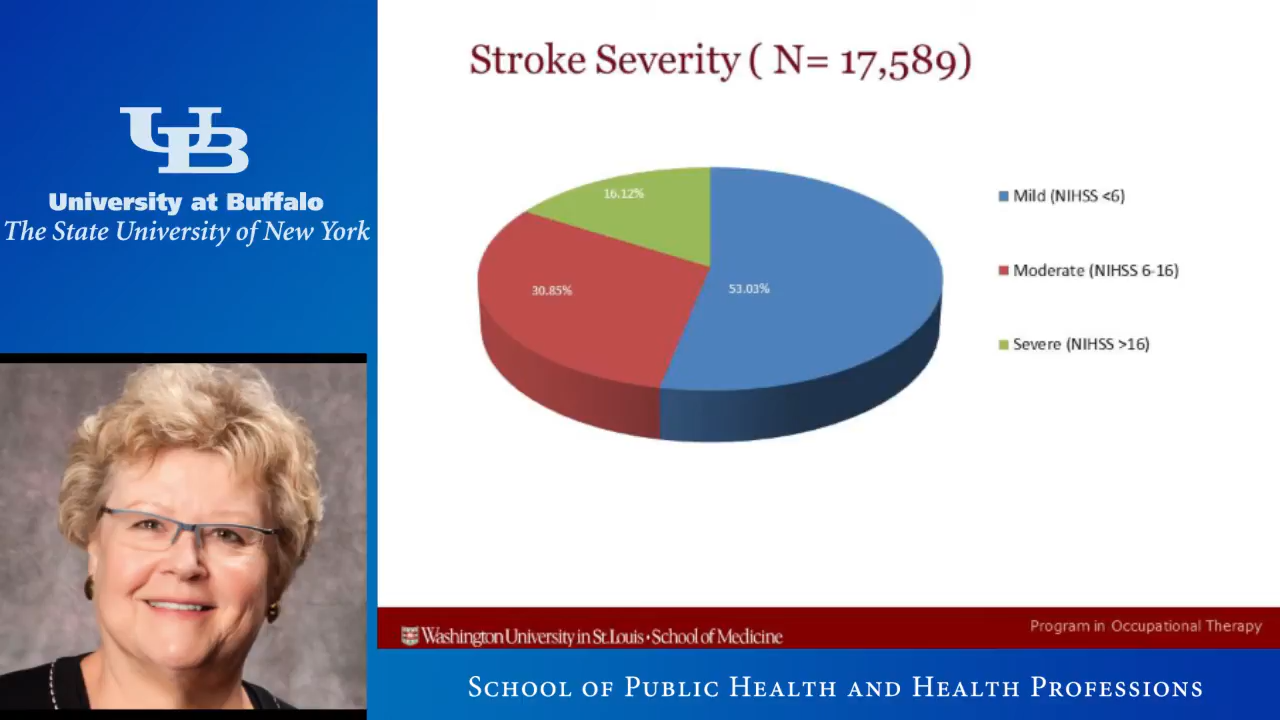 UB
University at Buffalo
The State University of New York
Stroke Severity ( N= 17,589)
16.12%
30.85%
53.03%
Mild (NIHSS <6)
Moderate (NIHSS 6-16)
Severe (NIHSS >16)
Washington University in St. Louis • School of Medicine
Program in Occupational Therapy
School of Public Health and Health Professions